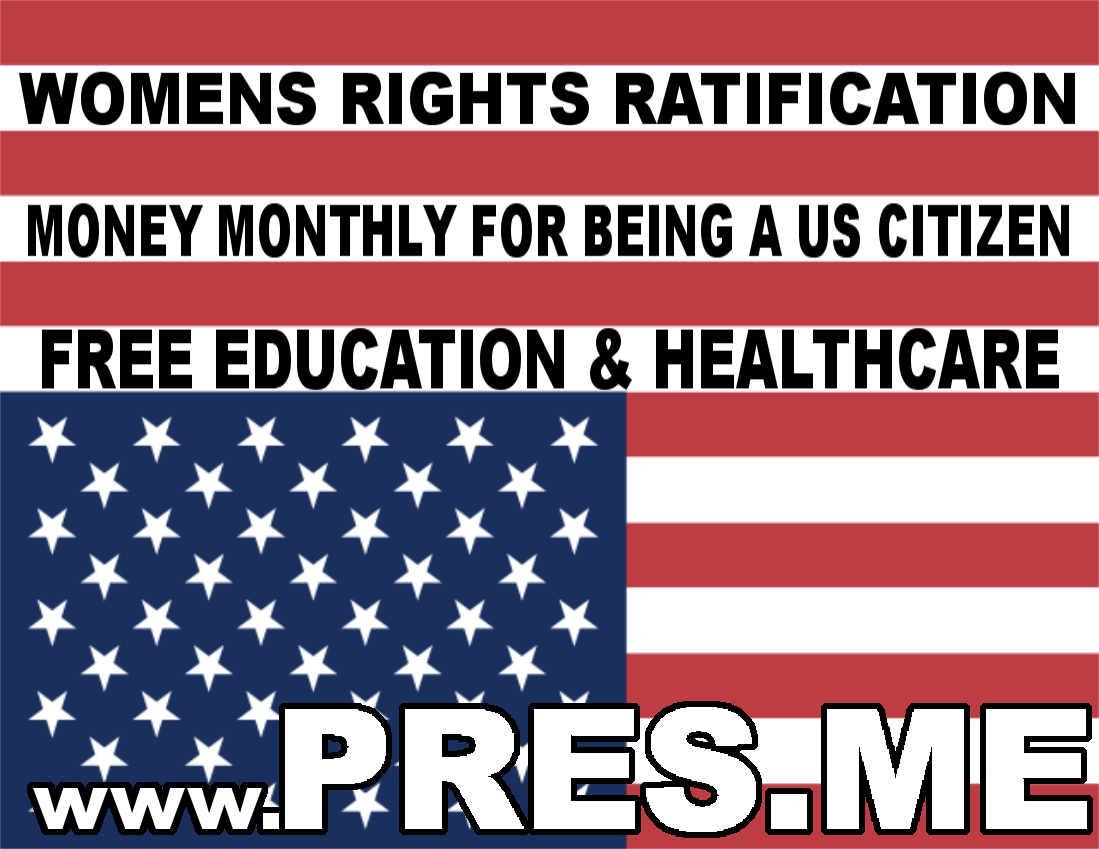 WOMENS RIGHTS RATIFICATION
MONEY MONTHLY FOR BEING A US CITIZEN
FREE EDUCATION & HEALTHCARE
www.PRES.ME